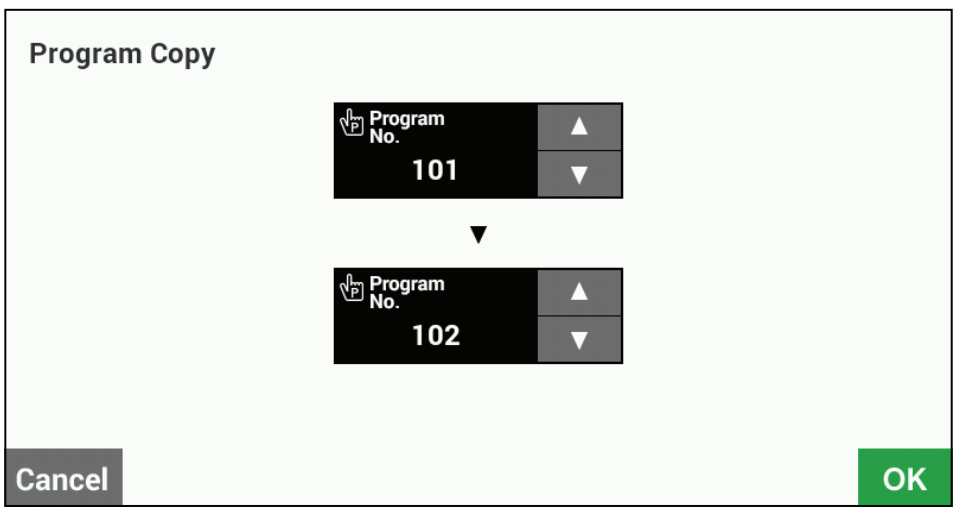 Program Copy
P Program
No.
101
▲
▼
▼
P Program
No.
102
▲
▼
Cancel
OK